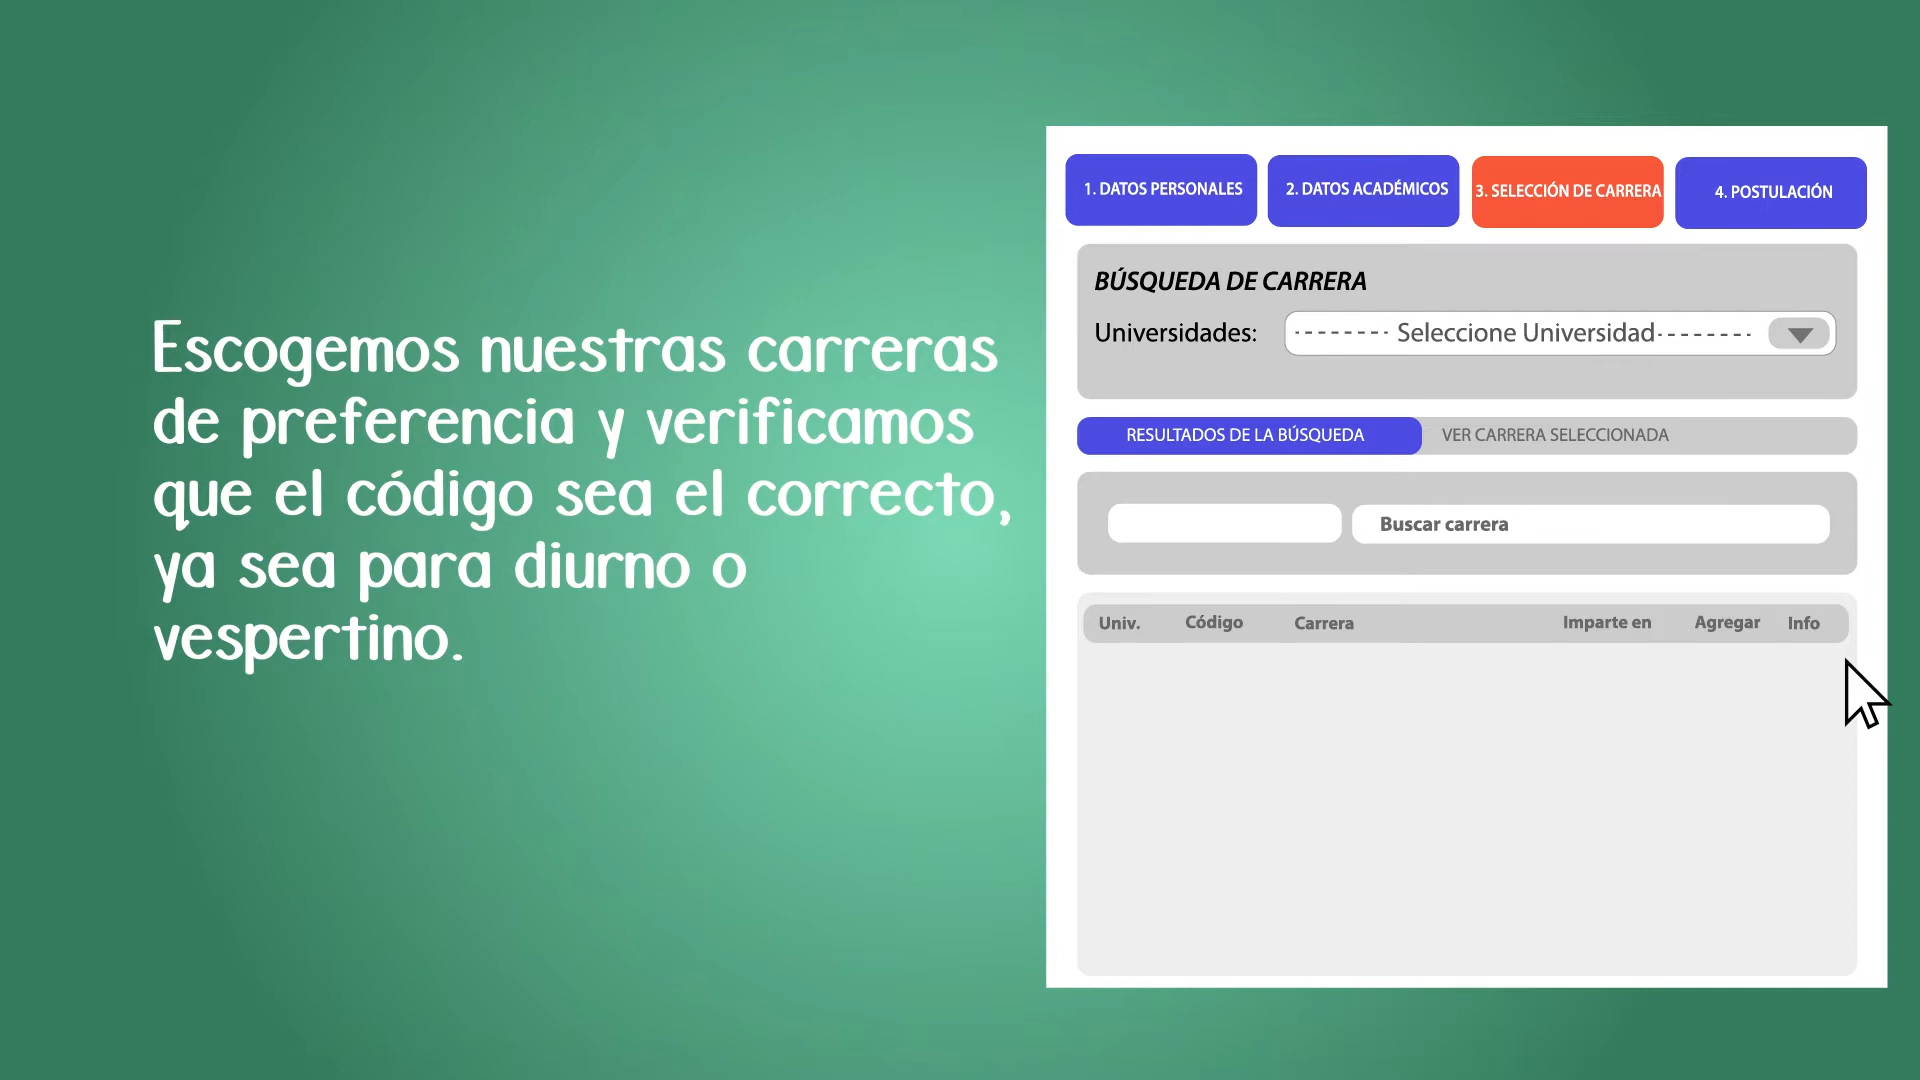 Escogemos nuestras carreras
de preferencia y verificamos
que el código sea el correcto,
ya sea para diurno o
vespertino.
1. DATOS PERSONALES
2. DATOS ACADÉMICOS
3. SELECCIÓN DE CARRERA
4. POSTULACIÓN
BÚSQUEDA DE CARRERA
Universidades: -------- Seleccione Universidad--------
RESULTADOS DE LA BÚSQUEDA
VER CARRERA SELECCIONADA
Buscar carrera
Univ. Código Carrera Imparte en Agregar Info